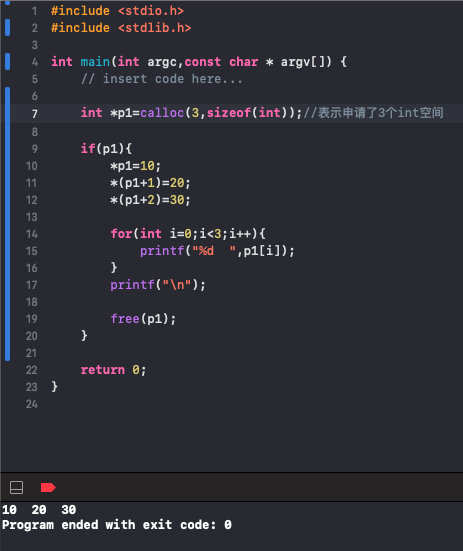 1 #include <stdio.h>
2 #include <stdlib.h>
3
4 int main(int argc,const char * argv[]) {
5     // insert code here...
6
7     int *p1=calloc(3,sizeof(int));//表示申请了3个int空间
8
9     if(p1){
10         *p1=10;
11         *(p1+1)=20;
12         *(p1+2)=30;
13
14         for(int i=0;i<3;i++){
15             printf("%d  ",p1[i]);
16         }
17         printf("\n");
18
19         free(p1);
20     }
21
22     return 0;
23 }
24
10  20  30
Program ended with exit code: 0